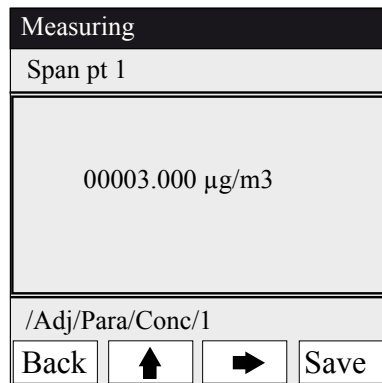 Measuring
Span pt 1
00003.000 µg/m3
/Adj/Para/Conc/1
Back Save